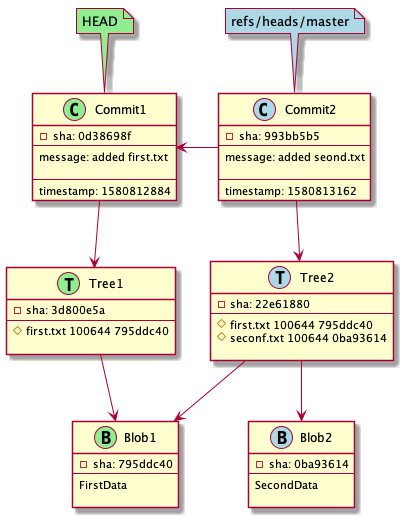 HEAD
refs/heads/master
C Commit1
sha: 0d38698f
message: added first.txt
timestamp: 1580812884
C Commit2
sha: 993bb5b5
message: added seond.txt
timestamp: 1580813162
T Tree1
sha: 3d800e5a
first.txt 100644 795ddc40
T Tree2
sha: 22e61880
first.txt 100644 795ddc40
seconf.txt 100644 0ba93614
B Blob1
sha: 795ddc40
FirstData
B Blob2
sha: 0ba93614
SecondData